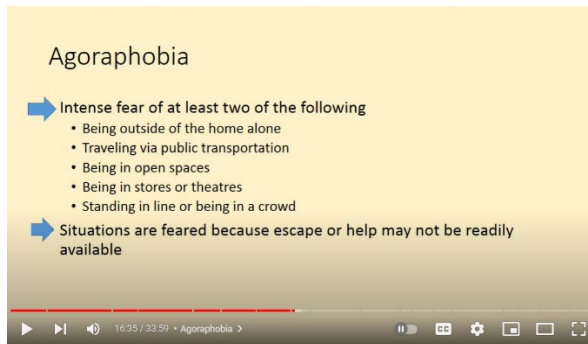 Agoraphobia
Intense fear of at least two of the following
• Being outside of the home alone
• Traveling via public transportation
• Being in open spaces
• Being in stores or theatres
• Standing in line or being in a crowd
Situations are feared because escape or help may not be readily
available
16:35 / 33:59 • Agoraphobia >
CC